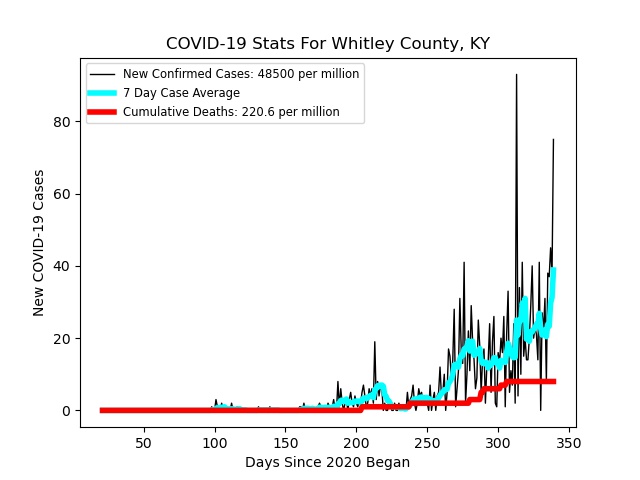 COVID-19 Stats For Whitley County, KY
New Confirmed Cases: 48500 per million
7 Day Case Average
Cumulative Deaths: 220.6 per million
New COVID-19 Cases
80
60
40
20
0
50 100 150 200 250 300 350
Days Since 2020 Began